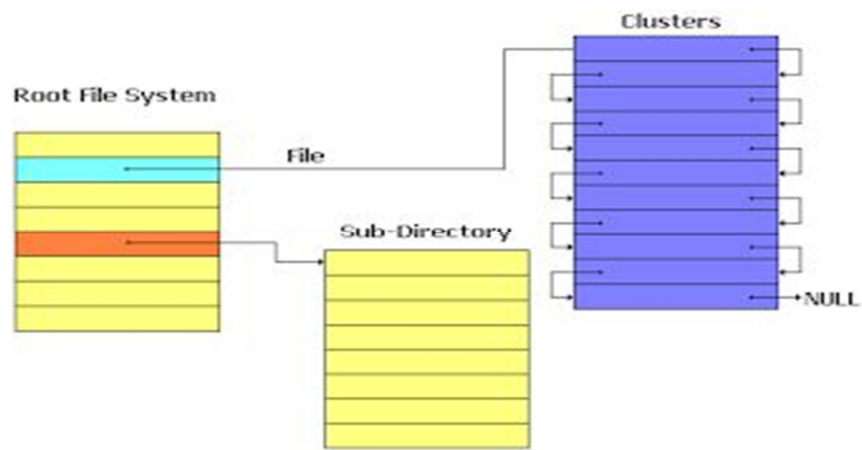 Clusters
Root File System
File
Sub-Directory
NULL